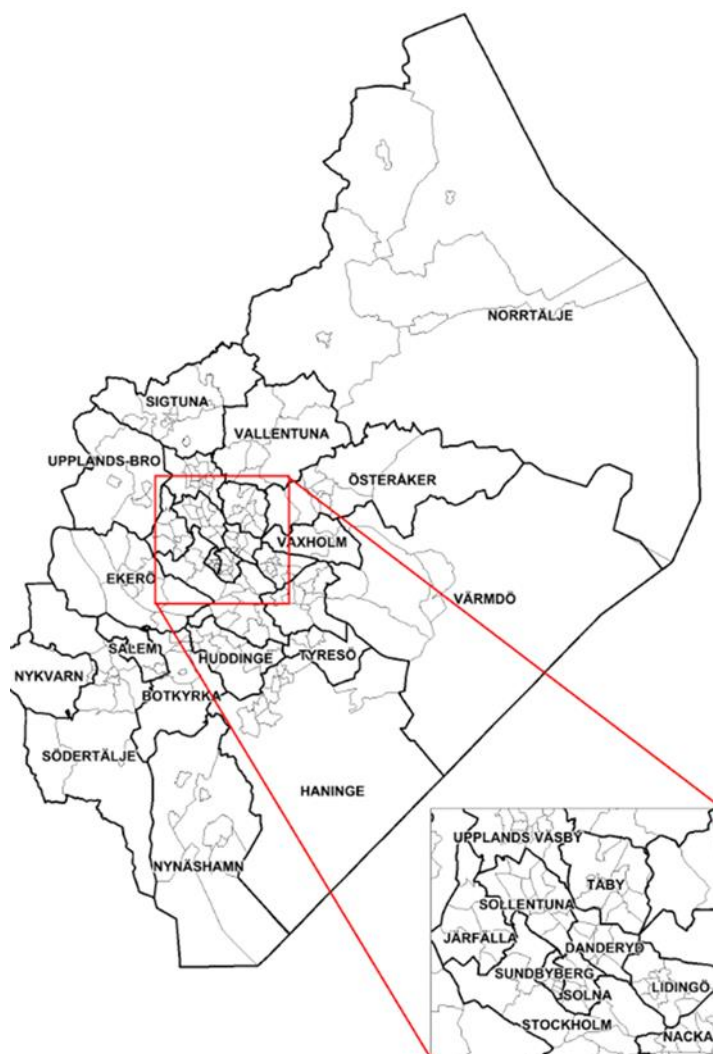 NORRTÄLJE
SIGTUNA
VALLENTUNA
UPPLANDS-BRO
ÖSTERÅKER
VAXHOLM
EKERÖ
VÄRMDÖ
SALEM
HUDDINGE
TYRESÖ
NYKVARN
BOTKYRKA
SÖDERTÄLJE
HANINGE
NYNÄSHAMN
UPPLANDS VÄSBY
TÄBY
SOLLENTUNA
JÄRFÄLLA
DANDERYD
SUNDBYBERG
LIDINGÖ
SOLNA
STOCKHOLM
NACKA